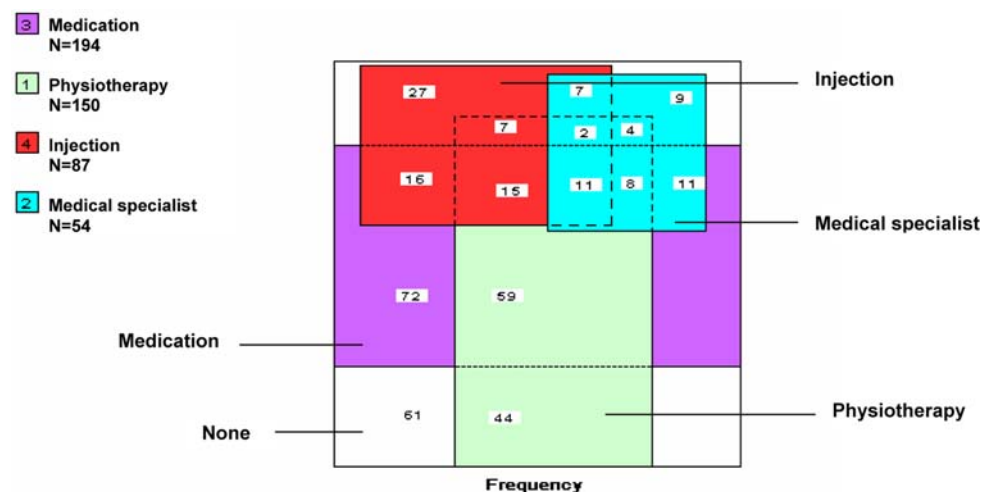 3 Medication
N=194
1 Physiotherapy
N=150
4 Injection
N=87
2 Medical specialist
N=54
27
7
9
Injection
7
2
4
16
15
11
8
11
Medical specialist
72
59
Medication
61
44
Physiotherapy
None
Frequency